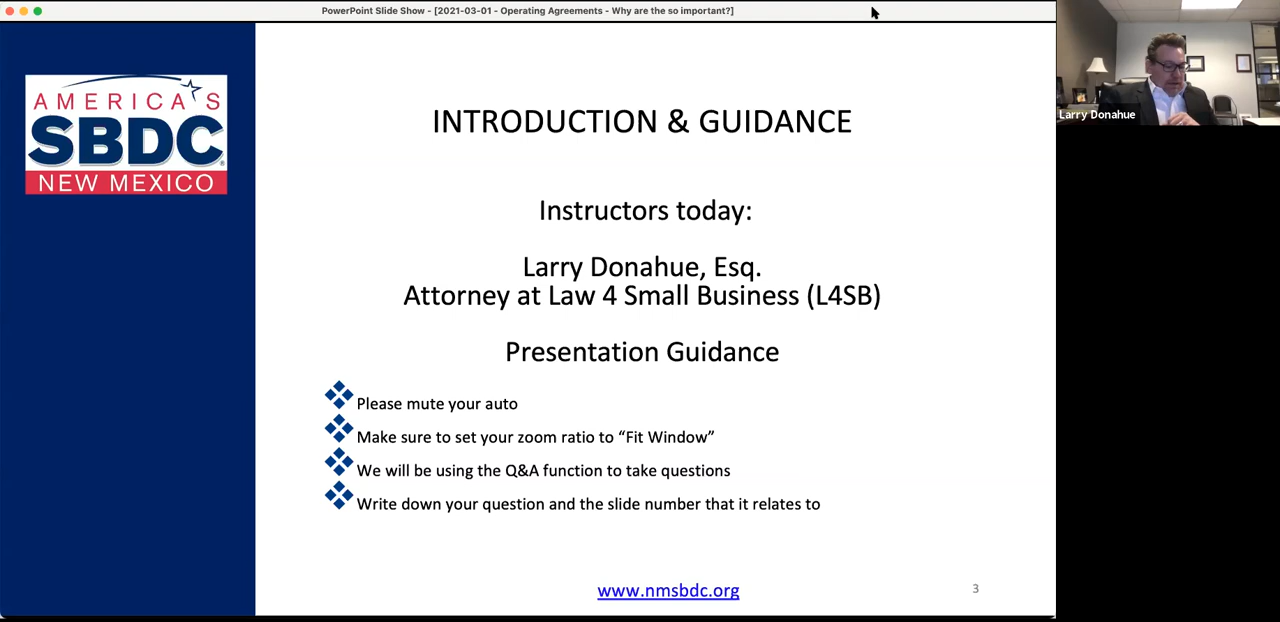 PowerPoint Slide Show - [2021-03-01 - Operating Agreements - Why are the so important?]
AMERICA'S
SBDC®
NEW MEXICO
INTRODUCTION & GUIDANCE
Instructors today:
Larry Donahue, Esq.
Attorney at Law 4 Small Business (L4SB)
Presentation Guidance
Please mute your auto
Make sure to set your zoom ratio to “Fit Window”
We will be using the Q&A function to take questions
Write down your question and the slide number that it relates to
www.nmsbdc.org
3
Larry Donahue